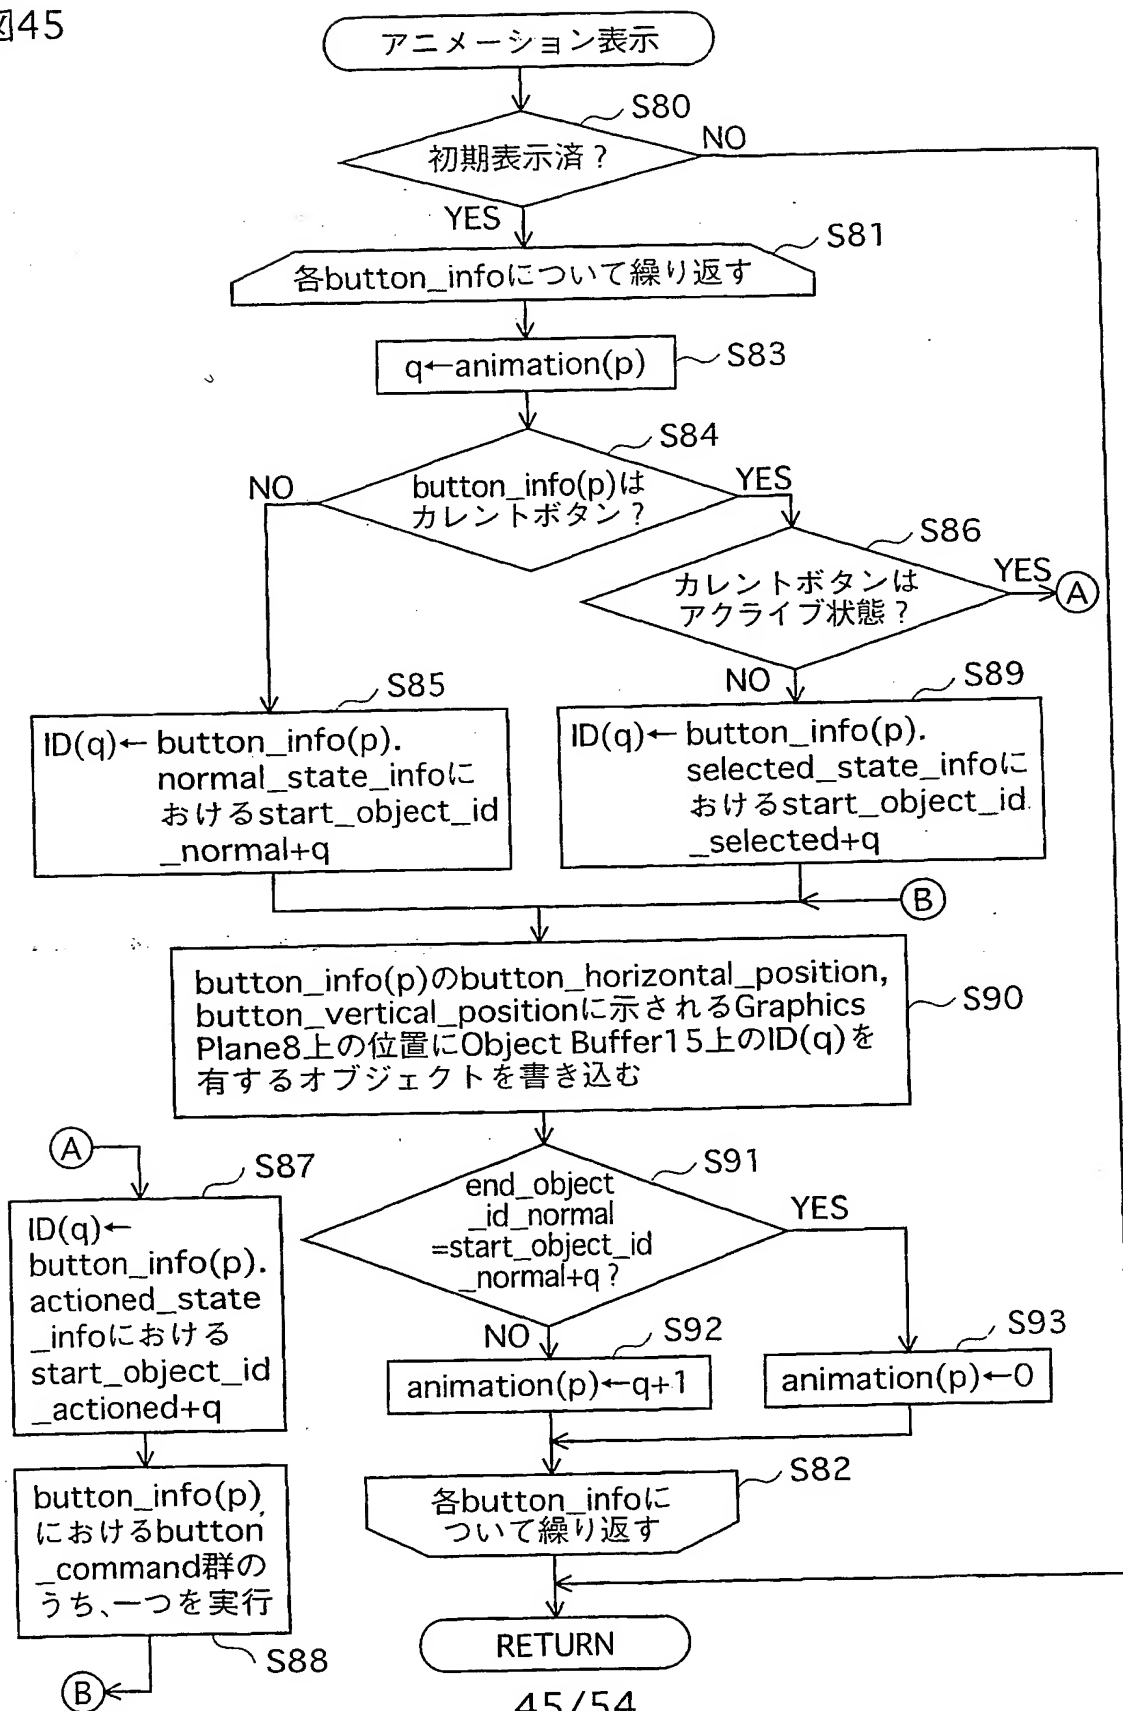 図45
アニメーション表示
S80
初期表示済?
NO
YES
S81
各button_infoについて繰り返す
q←animation(p)
S83
S84
button_info(p)は
カレントボタン?
NO
YES
S86
カレントボタンは
アクライブ状態?
YES
A
NO
S85
ID(q)← button_info(p).
normal_state_infoに
おけるstart_object_id
_normal+q
S89
ID(q)← button_info(p).
selected_state_infoに
おけるstart_object_id
_selected+q
B
button_info(p)のbutton_horizontal_position,
button_vertical_positionに示されるGraphics
Plane8上の位置にObject Buffer15上のID(q)を
有するオブジェクトを書き込む
S90
A
S87
ID(q)←
button_info(p).
actioned_state
_infoにおける
start_object_id
_actioned+q
button_info(p)
におけるbutton
_command群の
うち、一つを実行
S88
B
S91
end_object
_id_normal
=start_object_id
_normal+q?
YES
NO
S92
animation(p)←q+1
S93
animation(p)←0
S82
各button_infoに
ついて繰り返す
RETURN
45/54